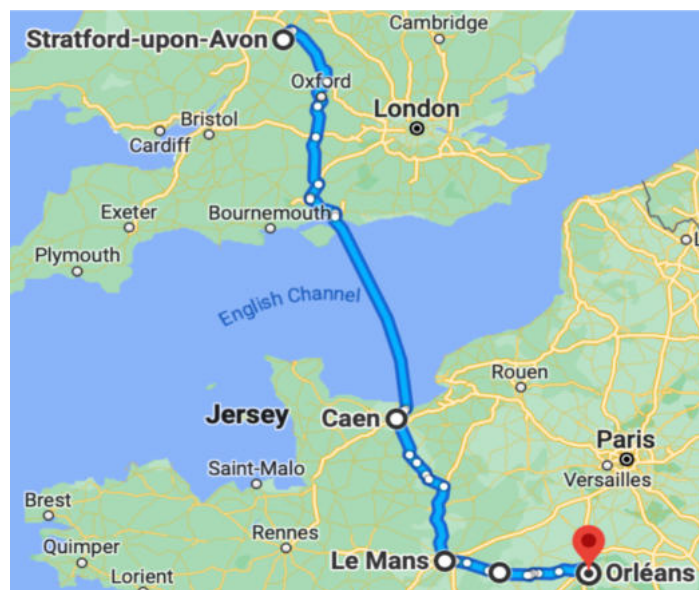 Cambridge
Stratford-upon-Avon
Oxford
London
Bristol
Cardiff
Exeter
Bournemouth
Plymouth
English Channel
Rouen
Jersey
Caen
Paris
Saint-Malo
Versailles
Brest
Rennes
Quimper
Le Mans
Orléans
Lorient